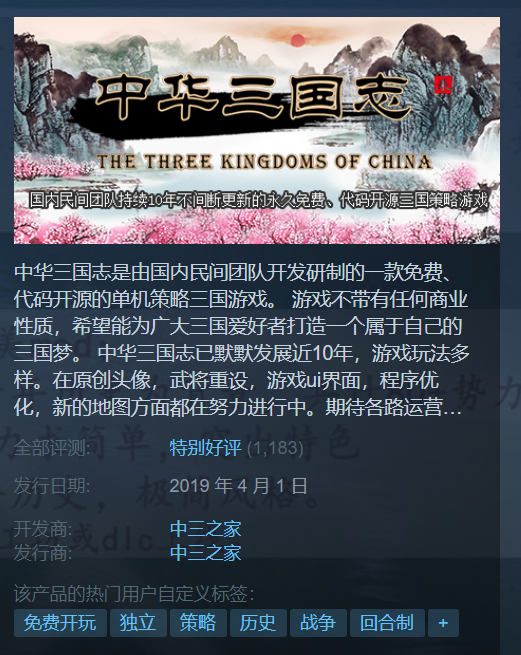 中华三国志
THE THREE KINGDOMS OF CHINA
国内民间团队持续10年不间断更新的永久免费、代码开源三国策略游戏
中华三国志是由国内民间团队开发研制的一款免费、
代码开源的单机策略三国游戏。 游戏不带有任何商业
性质，希望能为广大三国爱好者打造一个属于自己的
三国梦。 中华三国志已默默发展近10年，游戏玩法多
样。在原创头像，武将重设，游戏ui界面，程序优
化，新的地图方面都在努力进行中。期待各路运营…
全部评测: 特别好评 (1,183)
发行日期: 2019 年 4 月 1 日
开发商: 中三之家
发行商: 中三之家
该产品的热门用户自定义标签:
免费开玩 独立 策略 历史 战争 回合制 +